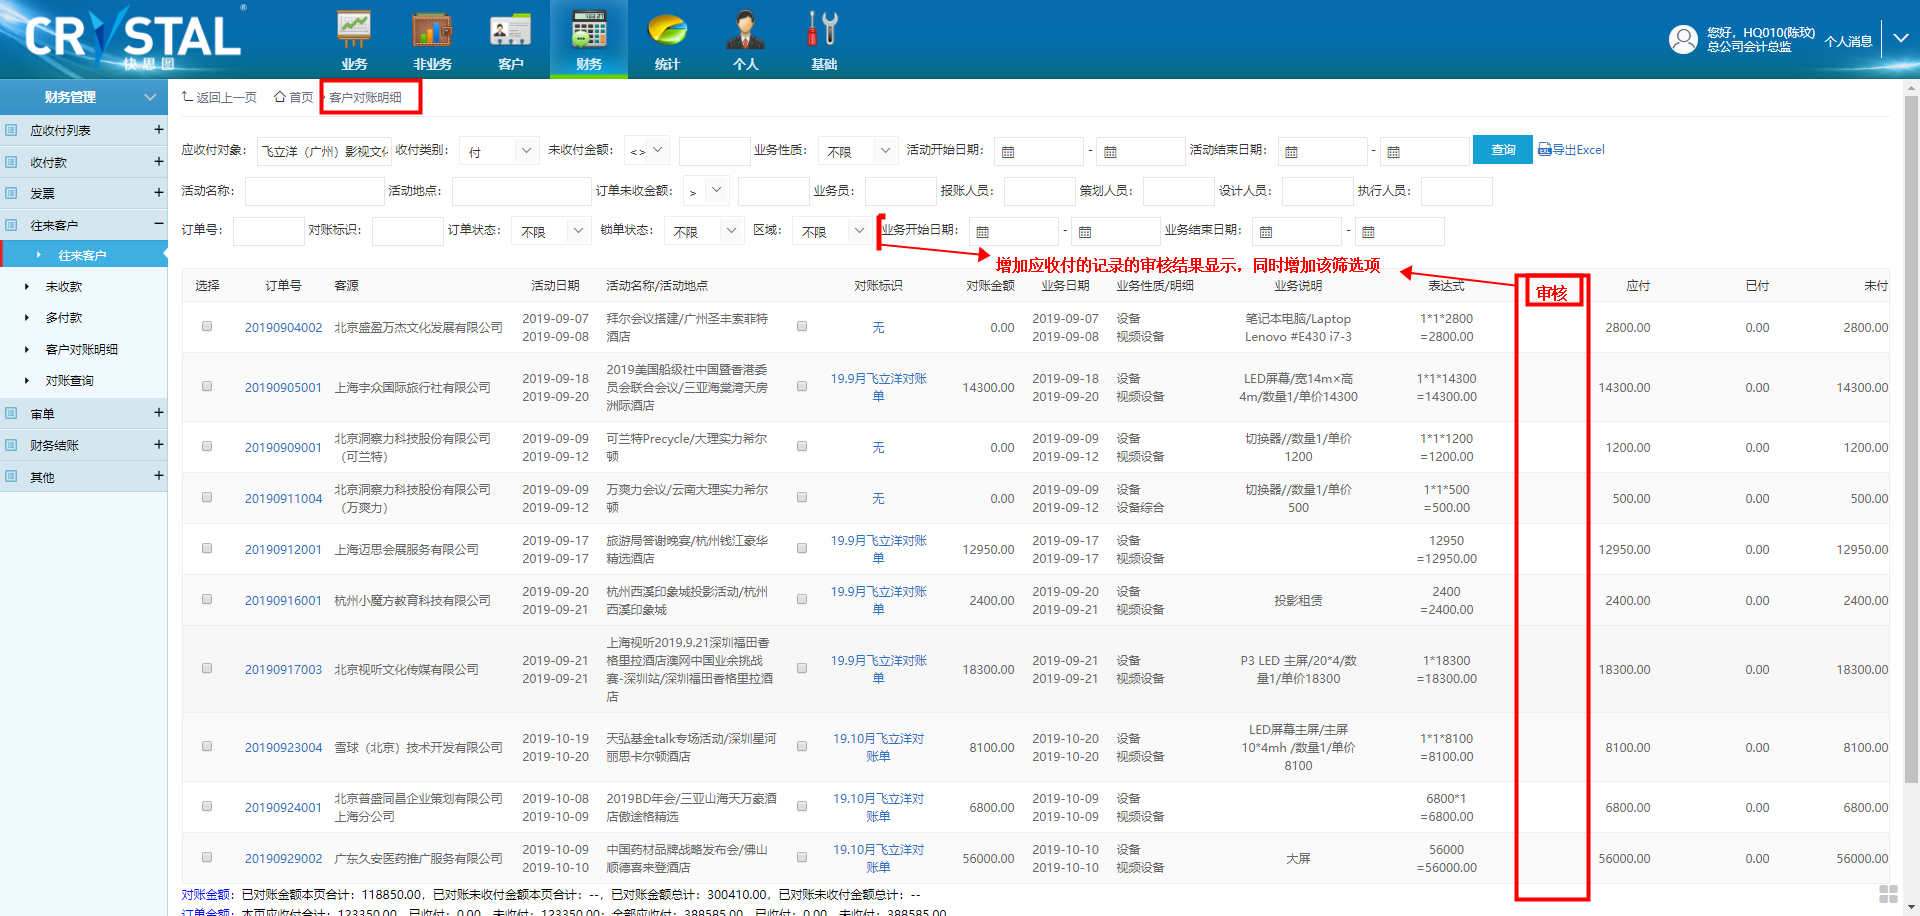 CRYSTAL ®
快思图
业务 非业务 客户 财务 统计 个人 基础
您好，HQ010(陈玟)
总公司会计总监
个人消息
财务管理
应收付列表 +
收付款 +
发票 +
往来客户 −
往来客户
未收款
多付款
客户对账明细
对账查询
审单 +
财务结账 +
其他 +
返回上一页 首页 客户对账明细
应收付对象: 飞立洋（广州）影视文化 收付类别: 付 未收付金额: <> 业务性质: 不限 活动开始日期: - 活动结束日期: - 查询 导出Excel
活动名称: 活动地点: 订单未收金额: > 业务员: 报账人员: 策划人员: 设计人员: 执行人员:
订单号: 对账标识: 订单状态: 不限 锁单状态: 不限 区域: 不限 业务开始日期: - 业务结束日期: -
增加应收付的记录的审核结果显示，同时增加该筛选项
选择 订单号 客源 活动日期 活动名称/活动地点 对账标识 对账金额 业务日期 业务性质/明细 业务说明 表达式 审核 应付 已付 未付
20190904002 北京盛盈万杰文化发展有限公司 2019-09-07 2019-09-08 拜尔会议搭建/广州圣丰索菲特酒店 无 0.00 2019-09-07 2019-09-08 设备 视频设备 笔记本电脑/Laptop Lenovo #E430 i7-3 1*1*2800 =2800.00 2800.00 0.00 2800.00
20190905001 上海宇众国际旅行社有限公司 2019-09-18 2019-09-20 2019美国船级社中国暨香港委员会联合会议/三亚海棠湾天房洲际酒店 19.9月飞立洋对账单 14300.00 2019-09-18 2019-09-20 设备 视频设备 LED屏幕/宽14m×高4m/数量1/单价14300 1*1*14300 =14300.00 14300.00 0.00 14300.00
20190909001 北京洞察力科技股份有限公司（可兰特） 2019-09-09 2019-09-12 可兰特Precycle/大理实力希尔顿 无 0.00 2019-09-09 2019-09-12 设备 视频设备 切换器//数量1/单价1200 1*1*1200 =1200.00 1200.00 0.00 1200.00
20190911004 北京洞察力科技股份有限公司（万爽力） 2019-09-09 2019-09-12 万爽力会议/云南大理实力希尔顿 无 0.00 2019-09-09 2019-09-12 设备 设备综合 切换器//数量1/单价500 1*1*500 =500.00 500.00 0.00 500.00
20190912001 上海迈思会展服务有限公司 2019-09-17 2019-09-17 旅游局答谢晚宴/杭州钱江豪华精选酒店 19.9月飞立洋对账单 12950.00 2019-09-17 2019-09-17 设备 视频设备 12950 =12950.00 12950.00 0.00 12950.00
20190916001 杭州小魔方教育科技有限公司 2019-09-20 2019-09-21 杭州西溪印象城投影活动/杭州西溪印象城 19.9月飞立洋对账单 2400.00 2019-09-20 2019-09-21 设备 视频设备 投影租赁 2400 =2400.00 2400.00 0.00 2400.00
20190917003 北京视听文化传媒有限公司 2019-09-21 2019-09-21 上海视听2019.9.21深圳福田香格里拉酒店澳网中国业余挑战赛-深圳站/深圳福田香格里拉酒店 19.9月飞立洋对账单 18300.00 2019-09-21 2019-09-21 设备 视频设备 P3 LED 主屏/20*4/数量1/单价18300 1*18300 =18300.00 18300.00 0.00 18300.00
20190923004 雪球（北京）技术开发有限公司 2019-10-19 2019-10-20 天弘基金talk专场活动/深圳星河丽思卡尔顿酒店 19.10月飞立洋对账单 8100.00 2019-10-20 2019-10-20 设备 视频设备 LED屏幕主屏/主屏10*4mh /数量1/单价8100 1*1*8100 =8100.00 8100.00 0.00 8100.00
20190924001 北京普盛同昌企业策划有限公司上海分公司 2019-10-08 2019-10-09 2019BD年会/三亚山海天万豪酒店傲途格精选 19.10月飞立洋对账单 6800.00 2019-10-09 2019-10-09 设备 视频设备 6800*1 =6800.00 6800.00 0.00 6800.00
20190929002 广东久安医药推广服务有限公司 2019-10-09 2019-10-10 中国药材品牌战略发布会/佛山顺德喜来登酒店 19.10月飞立洋对账单 56000.00 2019-10-10 2019-10-10 设备 视频设备 大屏 56000 =56000.00 56000.00 0.00 56000.00
对账金额: 已对账金额本页合计: 118850.00, 已对账未收付金额本页合计: --, 已对账金额总计: 300410.00, 已对账未收付金额总计: --
订单金额: 本页应收付合计: 123350.00, 已收付: 0.00, 未收付: 123350.00; 全部应收付: 388585.00, 已收付: 0.00, 未收付: 388585.00